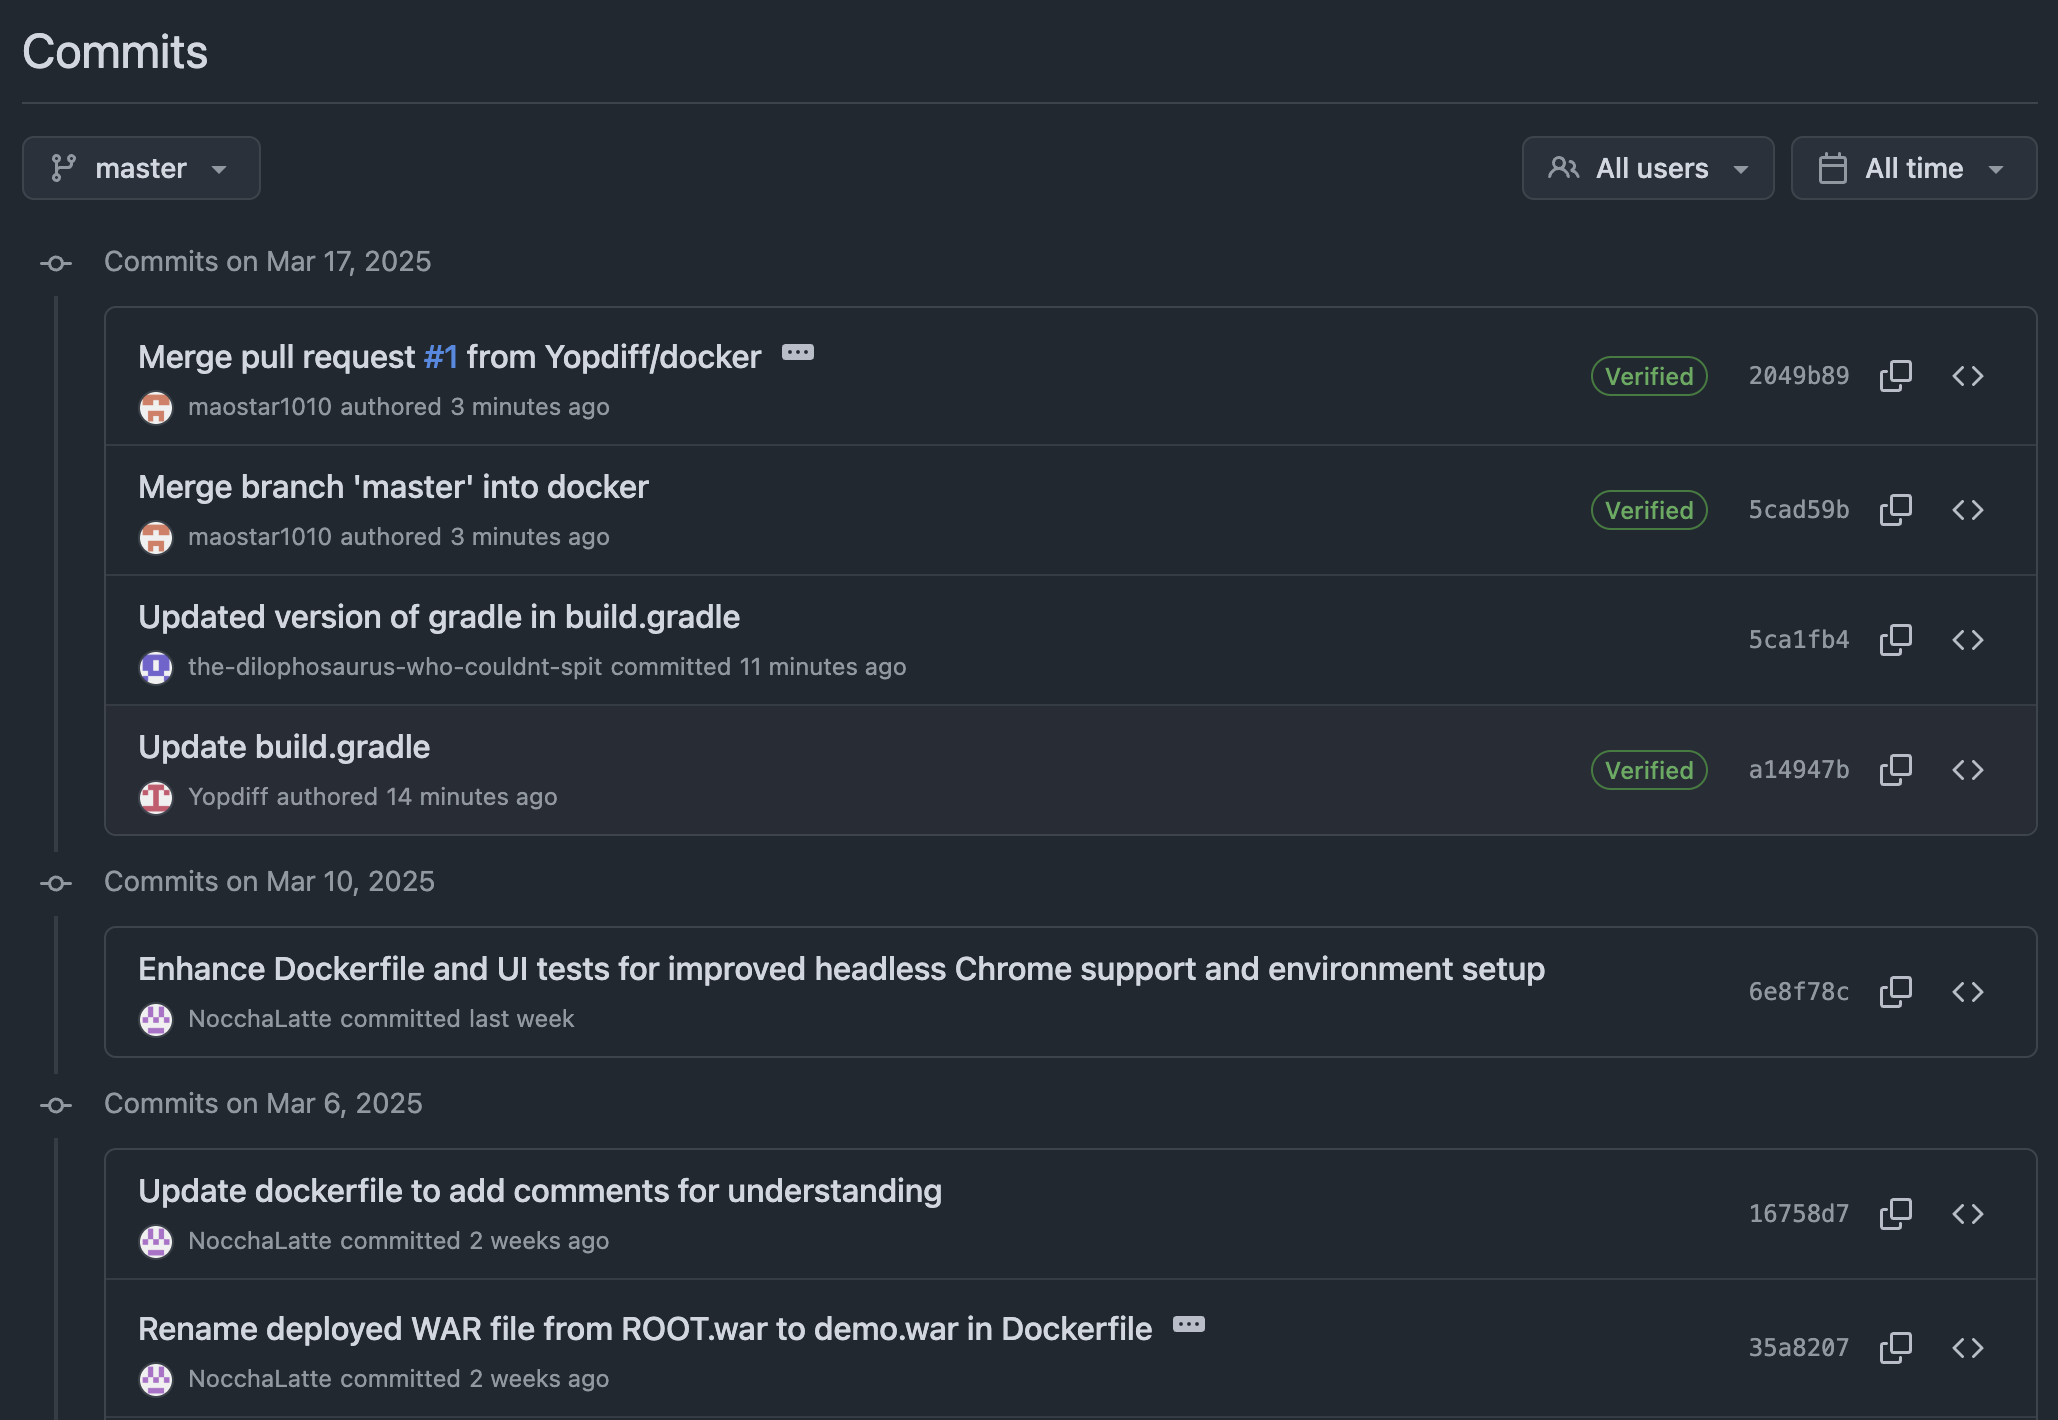 Commits
master
All users
All time
Commits on Mar 17, 2025
Merge pull request #1 from Yopdiff/docker
maostar1010 authored 3 minutes ago
Verified
2049b89
Merge branch 'master' into docker
maostar1010 authored 3 minutes ago
Verified
5cad59b
Updated version of gradle in build.gradle
the-dilophosaurus-who-couldnt-spit committed 11 minutes ago
5ca1fb4
Update build.gradle
Yopdiff authored 14 minutes ago
Verified
a14947b
Commits on Mar 10, 2025
Enhance Dockerfile and UI tests for improved headless Chrome support and environment setup
NocchaLatte committed last week
6e8f78c
Commits on Mar 6, 2025
Update dockerfile to add comments for understanding
NocchaLatte committed 2 weeks ago
16758d7
Rename deployed WAR file from ROOT.war to demo.war in Dockerfile
NocchaLatte committed 2 weeks ago
35a8207